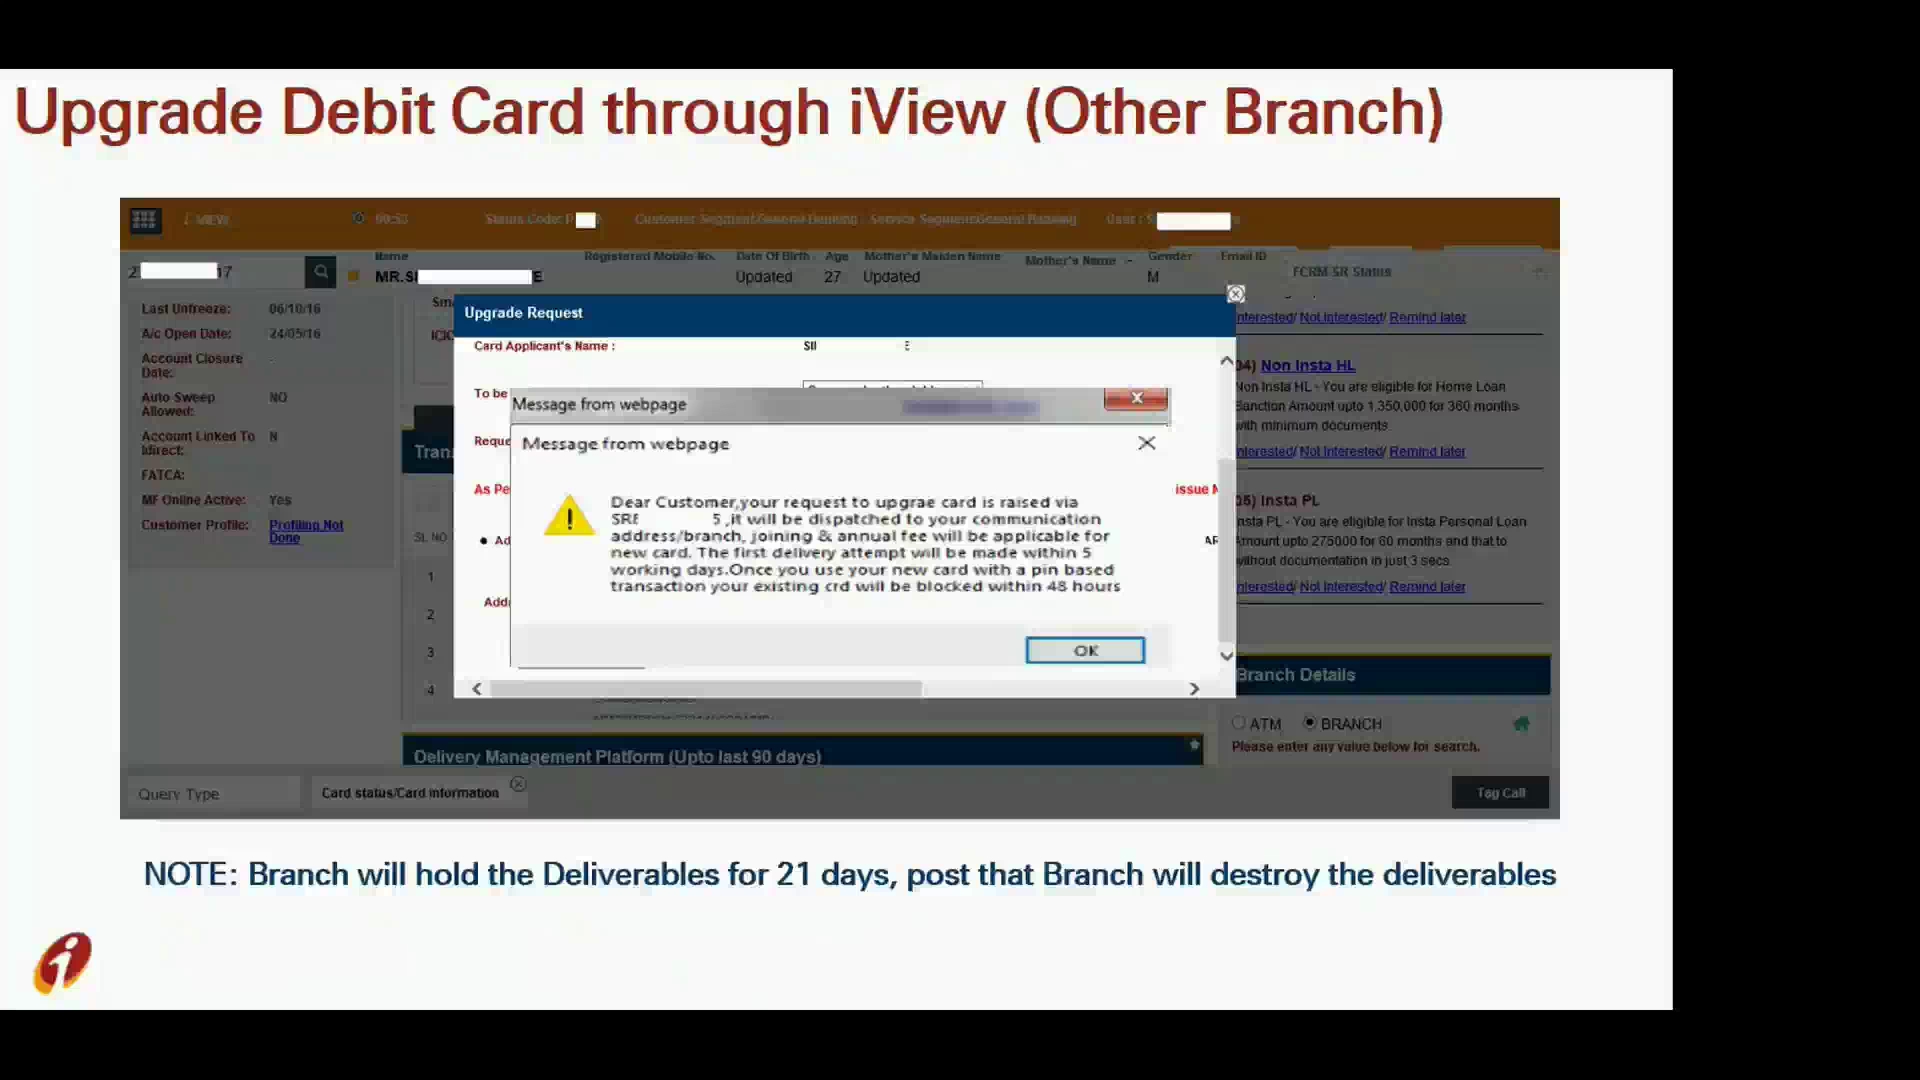 Upgrade Debit Card through iView (Other Branch)
i-VIEW 00:53 Status Code: P Customer Segment:General Banking Service Segment:General Banking User : S
Name Registered Mobile No. Date Of Birth Age Mother's Maiden Name Mother's Name - Gender Email ID
2 17 MR.S E Updated 27 Updated M FCRM SR Status
Last Unfreeze: 06/10/16
A/c Open Date: 24/05/16
Account Closure Date: -
Auto Sweep Allowed: NO
Account Linked To Idirect: N
FATCA:
MF Online Active: Yes
Customer Profile: Profiling Not Done
Upgrade Request
Card Applicant's Name : SII E
To be
Reque
As Pe issue
Ad
Addr
Message from webpage
Message from webpage
Dear Customer,your request to upgrae card is raised via
SRE 5 ,it will be dispatched to your communication
address/branch, joining & annual fee will be applicable for
new card. The first delivery attempt will be made within 5
working days.Once you use your new card with a pin based
transaction your existing crd will be blocked within 48 hours
OK
Tran
SL NO
1
2
3
4
nterested/ Not Interested/ Remind later
04) Non Insta HL
Non Insta HL - You are eligible for Home Loan
Sanction Amount upto 1,350,000 for 360 months
with minimum documents
nterested/ Not Interested/ Remind later
05) Insta PL
Insta PL - You are eligible for Insta Personal Loan
Amount upto 275000 for 60 months and that to
without documentation in just 3 secs
nterested/ Not Interested/ Remind later
Branch Details
ATM BRANCH
Please enter any value below for search.
Delivery Management Platform (Upto last 90 days)
Query Type Card status/Card information Tag Call
NOTE: Branch will hold the Deliverables for 21 days, post that Branch will destroy the deliverables